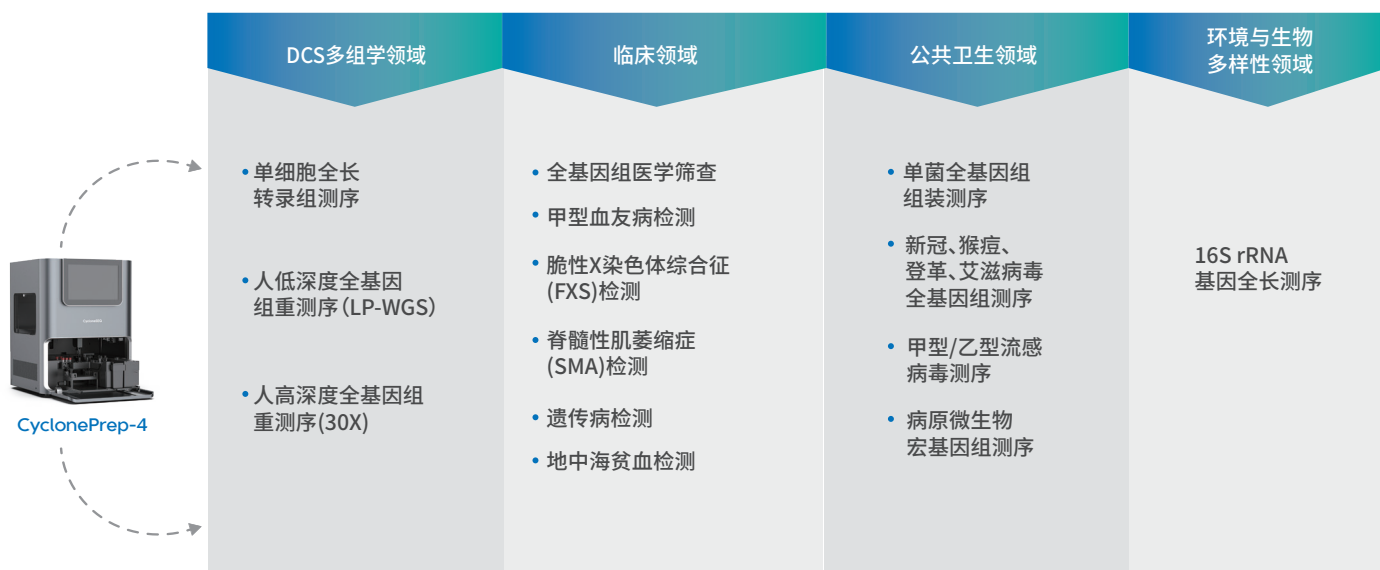 DCS多组学领域
临床领域
公共卫生领域
环境与生物
多样性领域
•单细胞全长
转录组测序
•人低深度全基因
组重测序（LP-WGS）
•人高深度全基因组
重测序(30X)
• 全基因组医学筛查
• 甲型血友病检测
• 脆性X染色体综合征
(FXS)检测
• 脊髓性肌萎缩症
(SMA)检测
• 遗传病检测
• 地中海贫血检测
• 单菌全基因组
组装测序
• 新冠、猴痘、
登革、艾滋病毒
全基因组测序
• 甲型/乙型流感
病毒测序
• 病原微生物
宏基因组测序
16S rRNA
基因全长测序
CyclonePrep-4